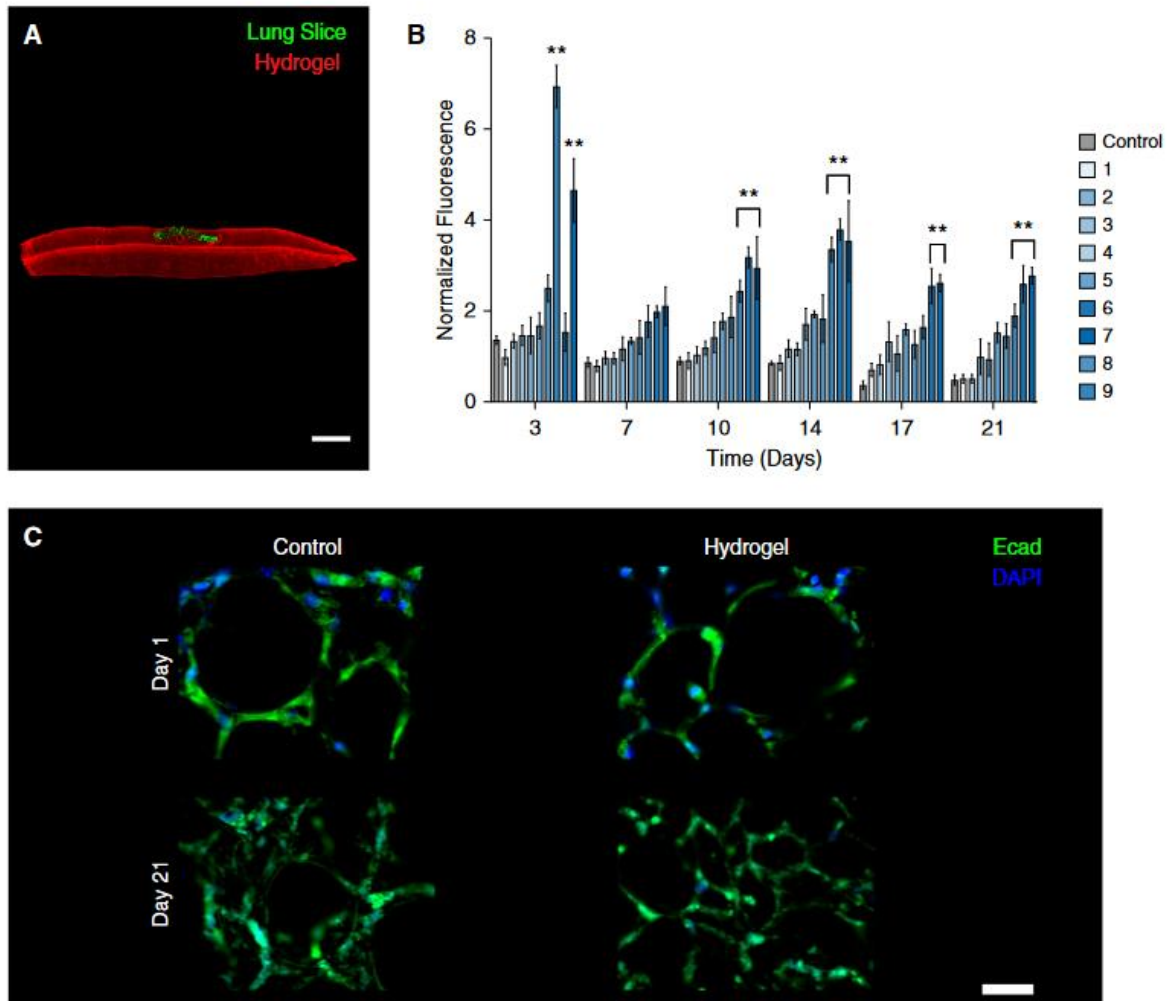 A
Lung Slice
Hydrogel
B
8
6
4
2
0
Normalized Fluorescence
**
**
**
**
**
**
3 7 10 14 17 21
Time (Days)
Control
1
2
3
4
5
6
7
8
9
C
Control Hydrogel
Ecad
DAPI
Day 1
Day 21